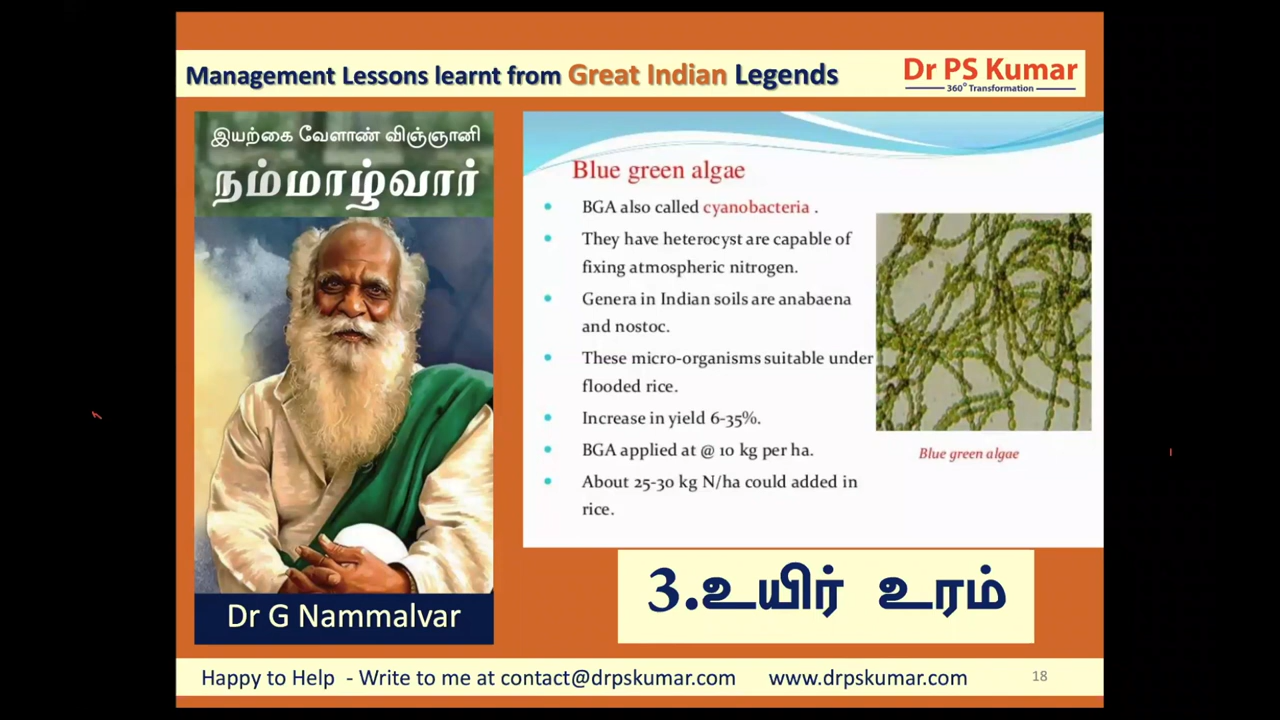 Management Lessons learnt from Great Indian Legends
Dr PS Kumar
360° Transformation
இயற்கை வேளாண் விஞ்ஞானி
நம்மாழ்வார்
Dr G Nammalvar
Blue green algae
BGA also called cyanobacteria .
They have heterocyst are capable of
fixing atmospheric nitrogen.
Genera in Indian soils are anabaena
and nostoc.
These micro-organisms suitable under
flooded rice.
Increase in yield 6-35%.
BGA applied at @ 10 kg per ha.
About 25-30 kg N/ha could added in
rice.
Blue green algae
3.உயிர் உரம்
Happy to Help - Write to me at contact@drpskumar.com www.drpskumar.com
18